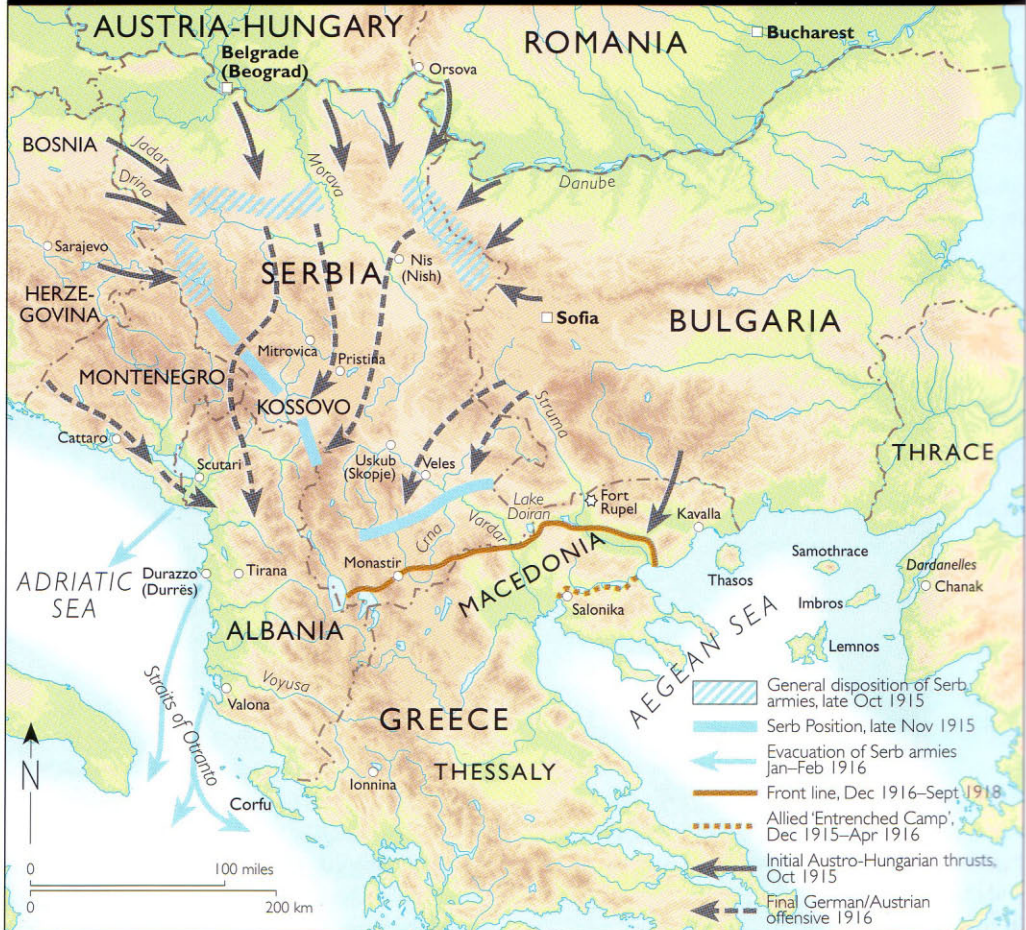 AUSTRIA-HUNGARY
Belgrade
(Beograd)
Orsova
ROMANIA
Bucharest
BOSNIA
Jadar
Drina
Morava
Danube
Sarajevo
SERBIA
Nis
(Nish)
HERZE-
GOVINA
Sofia
BULGARIA
Mitrovica
Pristina
MONTENEGRO
KOSSOVO
Struma
Cattaro
Scutari
Uskub
(Skopje)
Veles
THRACE
Lake
Doiran
Fort
Rupel
Kavalla
Crna
Vardar
Monastir
MACEDONIA
ADRIATIC
SEA
Durazzo
(Durrës)
Tirana
Salonika
Thasos
Samothrace
Dardanelles
Chanak
Imbros
Lemnos
ALBANIA
AEGEAN SEA
Voyusa
Straits of Otranto
Valona
GREECE
THESSALY
Ionnina
Corfu
N
0 100 miles
0 200 km
General disposition of Serb
armies, late Oct 1915
Serb Position, late Nov 1915
Evacuation of Serb armies
Jan–Feb 1916
Front line, Dec 1916–Sept 1918
Allied 'Entrenched Camp',
Dec 1915–Apr 1916
Initial Austro-Hungarian thrusts,
Oct 1915
Final German/Austrian
offensive 1916